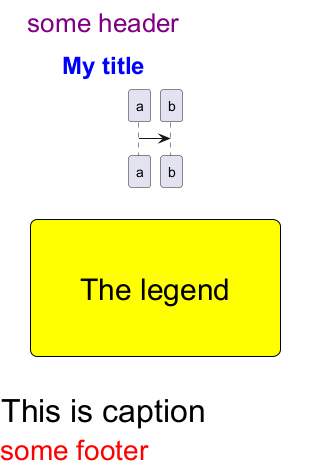 some header
My title
a b
a b
The legend
This is caption
some footer